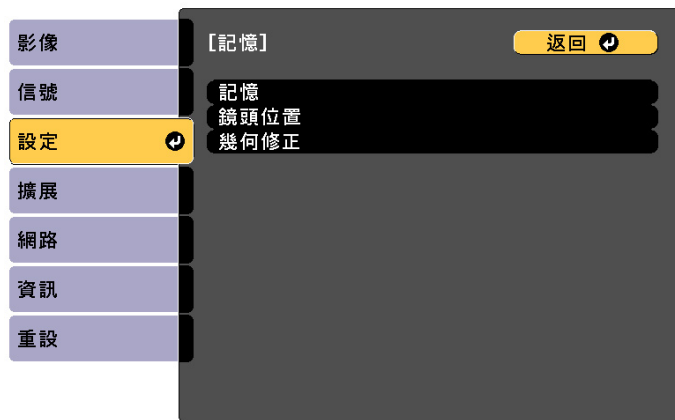 影像
信號
設定
擴展
網路
資訊
重設
[記憶]
返回
記憶
鏡頭位置
幾何修正